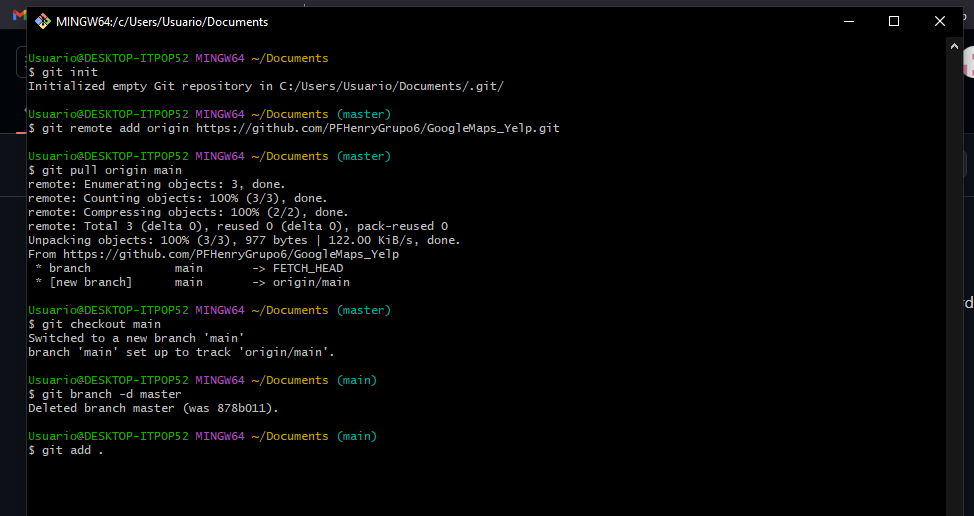 MINGW64:/c/Users/Usuario/Documents
Usuario@DESKTOP-ITPOP52 MINGW64 ~/Documents
$ git init
Initialized empty Git repository in C:/Users/Usuario/Documents/.git/
Usuario@DESKTOP-ITPOP52 MINGW64 ~/Documents (master)
$ git remote add origin https://github.com/PFHenryGrupo6/GoogleMaps_Yelp.git
Usuario@DESKTOP-ITPOP52 MINGW64 ~/Documents (master)
$ git pull origin main
remote: Enumerating objects: 3, done.
remote: Counting objects: 100% (3/3), done.
remote: Compressing objects: 100% (2/2), done.
remote: Total 3 (delta 0), reused 0 (delta 0), pack-reused 0
Unpacking objects: 100% (3/3), 977 bytes | 122.00 KiB/s, done.
From https://github.com/PFHenryGrupo6/GoogleMaps_Yelp
 * branch            main       -> FETCH_HEAD
 * [new branch]      main       -> origin/main
Usuario@DESKTOP-ITPOP52 MINGW64 ~/Documents (master)
$ git checkout main
Switched to a new branch 'main'
branch 'main' set up to track 'origin/main'.
Usuario@DESKTOP-ITPOP52 MINGW64 ~/Documents (main)
$ git branch -d master
Deleted branch master (was 878b011).
Usuario@DESKTOP-ITPOP52 MINGW64 ~/Documents (main)
$ git add .